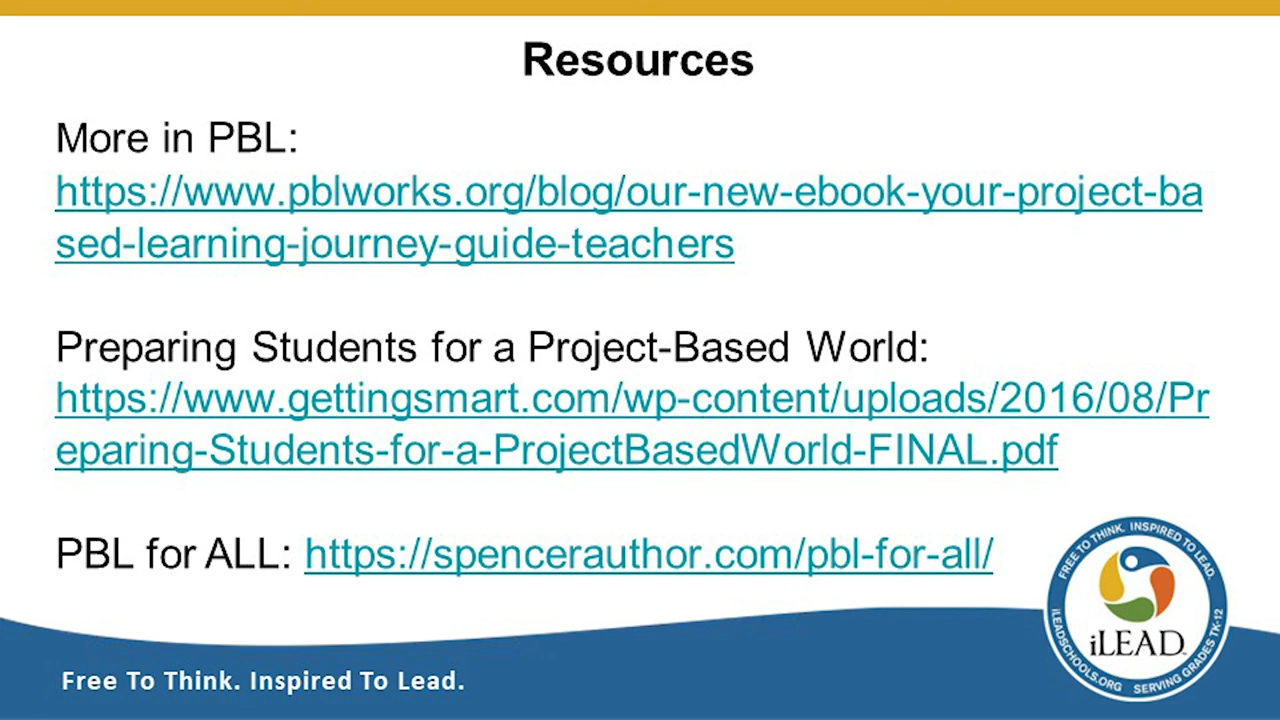 Resources
More in PBL:
https://www.pblworks.org/blog/our-new-ebook-your-project-ba
sed-learning-journey-guide-teachers
Preparing Students for a Project-Based World:
https://www.gettingsmart.com/wp-content/uploads/2016/08/Pr
eparing-Students-for-a-ProjectBasedWorld-FINAL.pdf
PBL for ALL: https://spencerauthor.com/pbl-for-all/
FREE TO THINK. INSPIRED TO LEAD.
iLEAD
iLEADSCHOOLS.ORG SERVING GRADES TK-12
Free To Think. Inspired To Lead.